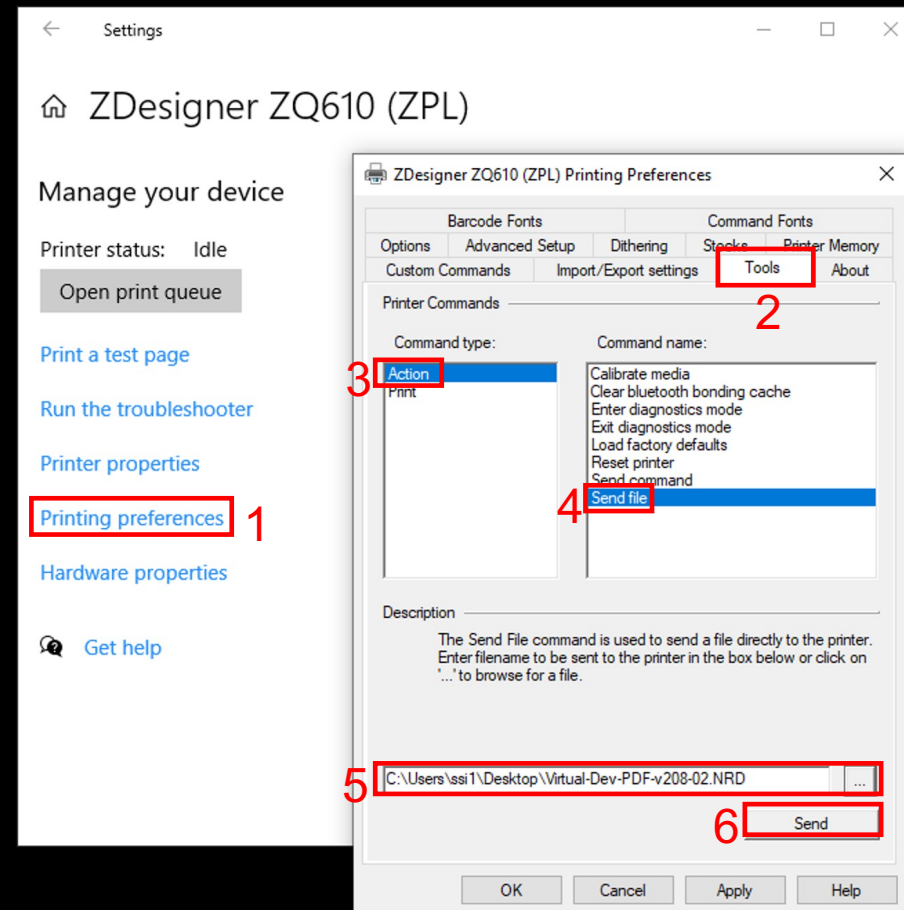 Settings
ZDesigner ZQ610 (ZPL)
Manage your device
Printer status: Idle
Open print queue
Print a test page
Run the troubleshooter
Printer properties
Printing preferences 1
Hardware properties
Get help
ZDesigner ZQ610 (ZPL) Printing Preferences
Barcode Fonts Command Fonts
Options Advanced Setup Dithering Stocks Printer Memory
Custom Commands Import/Export settings Tools About
2
Printer Commands
Command type: Command name:
3 Action
Print
Calibrate media
Clear bluetooth bonding cache
Enter diagnostics mode
Exit diagnostics mode
Load factory defaults
Reset printer
Send command
4 Send file
Description
The Send File command is used to send a file directly to the printer.
Enter filename to be sent to the printer in the box below or click on
'...' to browse for a file.
5 C:\Users\ssi1\Desktop\Virtual-Dev-PDF-v208-02.NRD ...
6 Send
OK Cancel Apply Help